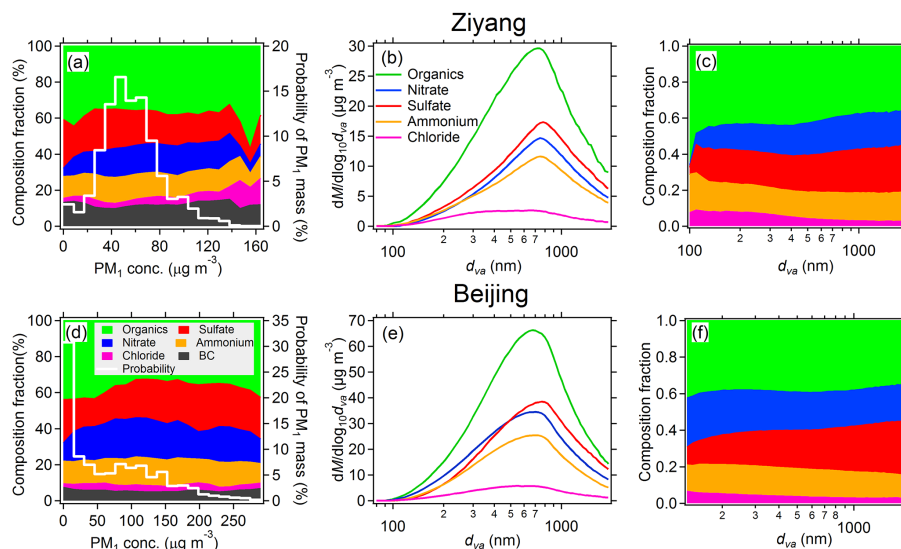 Ziyang
(a)
Composition fraction (%)
100
80
60
40
20
0
20
15
10
5
0
Probability of PM1 mass (%)
0 40 80 120 160
PM1 conc. (µg m⁻³)
(b)
dM/dlog10dva (µg m⁻³)
30
25
20
15
10
5
0
Organics
Nitrate
Sulfate
Ammonium
Chloride
100 2 3 4 5 6 7 1000
dva (nm)
(c)
Composition fraction
1.0
0.8
0.6
0.4
0.2
0.0
100 2 3 4 5 6 7 1000
dva (nm)
Beijing
(d)
Composition fraction(%)
100
80
60
40
20
0
Organics Sulfate
Nitrate Ammonium
Chloride BC
Probability
35
30
25
20
15
10
5
0
Probability of PM1 mass (%)
0 50 100 150 200 250
PM1 conc. (µg m⁻³)
(e)
dM/dlog10dva (µg m⁻³)
70
60
50
40
30
20
10
0
100 2 3 4 5 6 7 1000
dva (nm)
(f)
Composition fraction
1.0
0.8
0.6
0.4
0.2
0.0
2 3 4 5 6 7 8 1000
dva (nm)